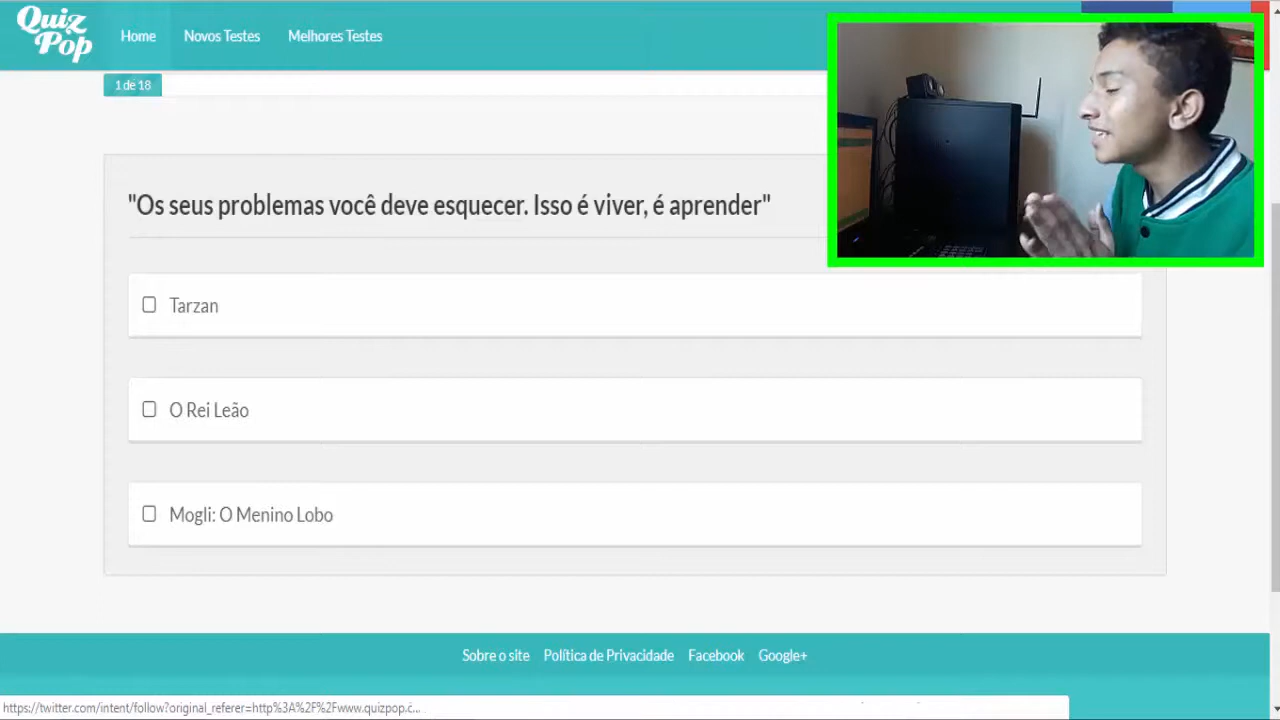 Quiz
Pop
Home
Novos Testes
Melhores Testes
1 de 18
"Os seus problemas você deve esquecer. Isso é viver, é aprender"
Tarzan
O Rei Leão
Mogli: O Menino Lobo
Sobre o site
Política de Privacidade
Facebook
Google+
https://twitter.com/intent/follow?original_referer=http%3A%2F%2Fwww.quizpop.c...